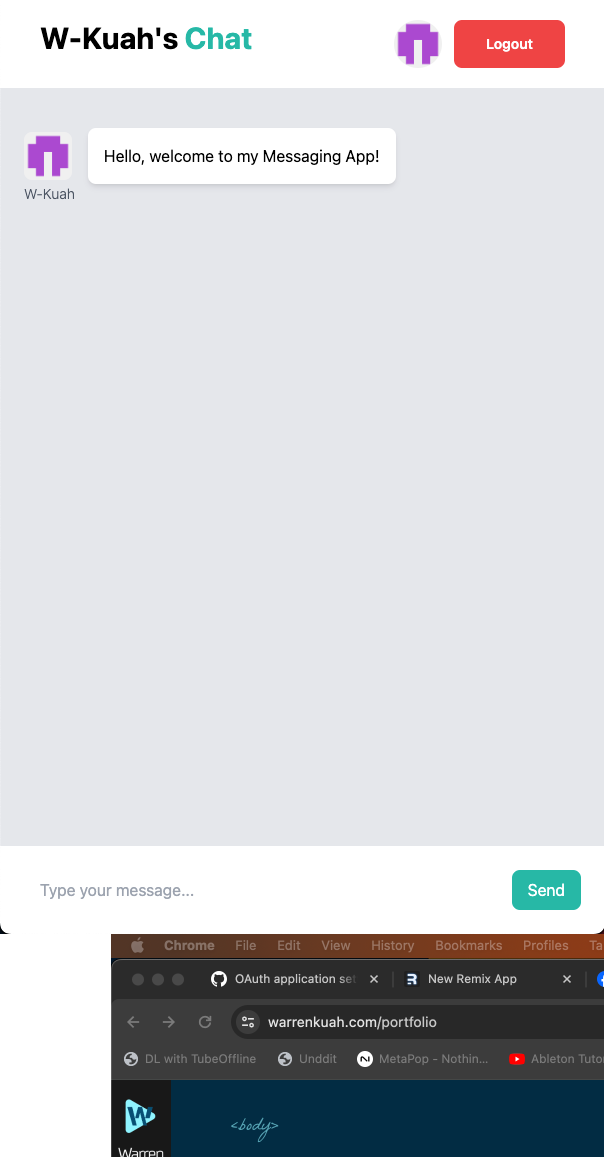 W-Kuah's Chat
Logout
Hello, welcome to my Messaging App!
W-Kuah
Type your message...
Send
Chrome File Edit View History Bookmarks Profiles Ta
OAuth application set New Remix App
warrenkuah.com/portfolio
DL with TubeOffline Unddit MetaPop - Nothin... Ableton Tutor
W
<body>
Warren